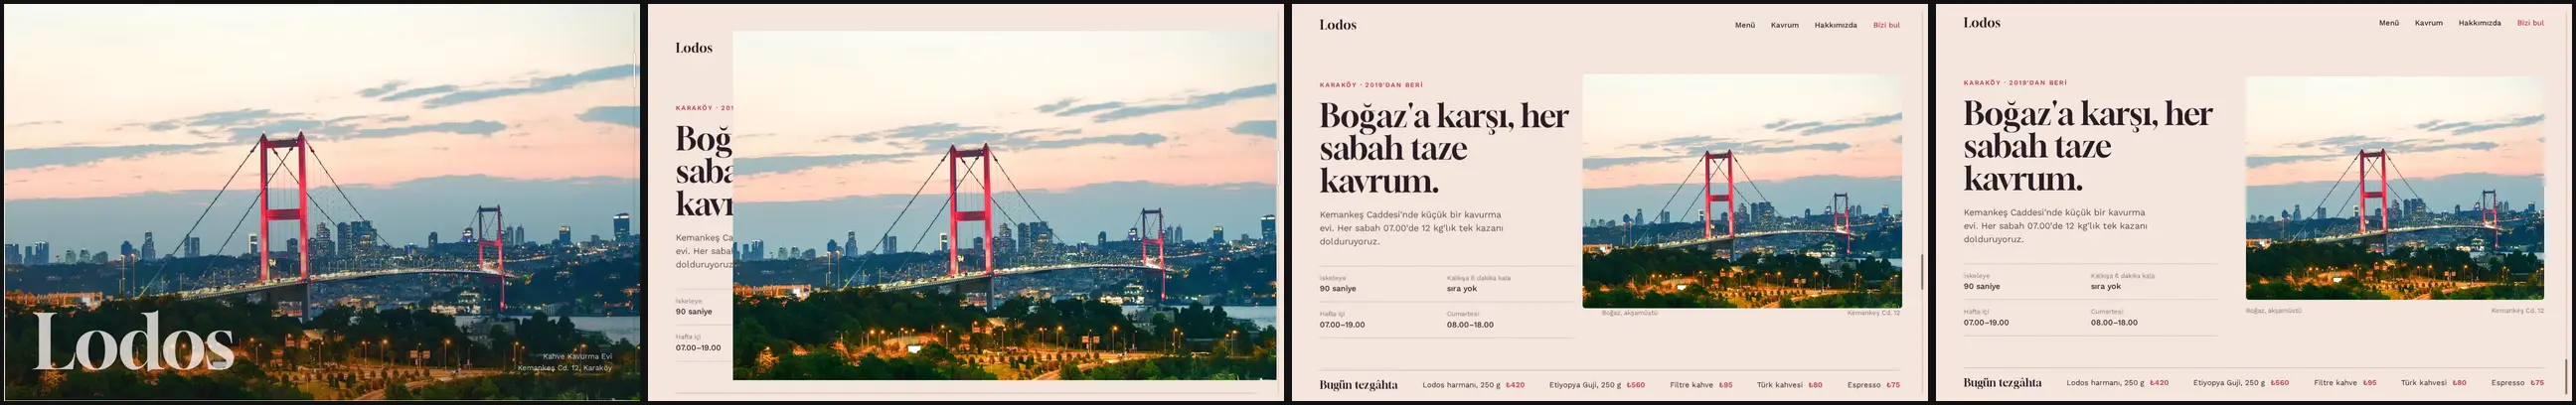 Lodos
Kahve Kavurma Evi
Kemankeş Cd. 12, Karaköy
Lodos
KARAKÖY · 201
Boğ
saba
kavr
Kemankeş Ca
evi. Her sabah
dolduruyoruz
İskeleye
90 saniye
Hafta içi
07.00–19.00
Lodos
Menü Kavrum Hakkımızda Bizi bul
KARAKÖY · 2019'DAN BERİ
Boğaz'a karşı, her
sabah taze
kavrum.
Kemankeş Caddesi'nde küçük bir kavurma
evi. Her sabah 07.00'de 12 kg'lık tek kazanı
dolduruyoruz.
İskeleye Kalkışa 6 dakika kala
90 saniye sıra yok
Hafta içi Cumartesi
07.00–19.00 08.00–18.00
Boğaz, akşamüstü Kemankeş Cd. 12
Bugün tezgâhta Lodos harmanı, 250 g ₺420 Etiyopya Guji, 250 g ₺560 Filtre kahve ₺95 Türk kahvesi ₺80 Espresso ₺75
Lodos
Menü Kavrum Hakkımızda Bizi bul
KARAKÖY · 2019'DAN BERİ
Boğaz'a karşı, her
sabah taze
kavrum.
Kemankeş Caddesi'nde küçük bir kavurma
evi. Her sabah 07.00'de 12 kg'lık tek kazanı
dolduruyoruz.
İskeleye Kalkışa 6 dakika kala
90 saniye sıra yok
Hafta içi Cumartesi
07.00–19.00 08.00–18.00
Boğaz, akşamüstü Kemankeş Cd. 12
Bugün tezgâhta Lodos harmanı, 250 g ₺420 Etiyopya Guji, 250 g ₺560 Filtre kahve ₺95 Türk kahvesi ₺80 Espresso ₺75